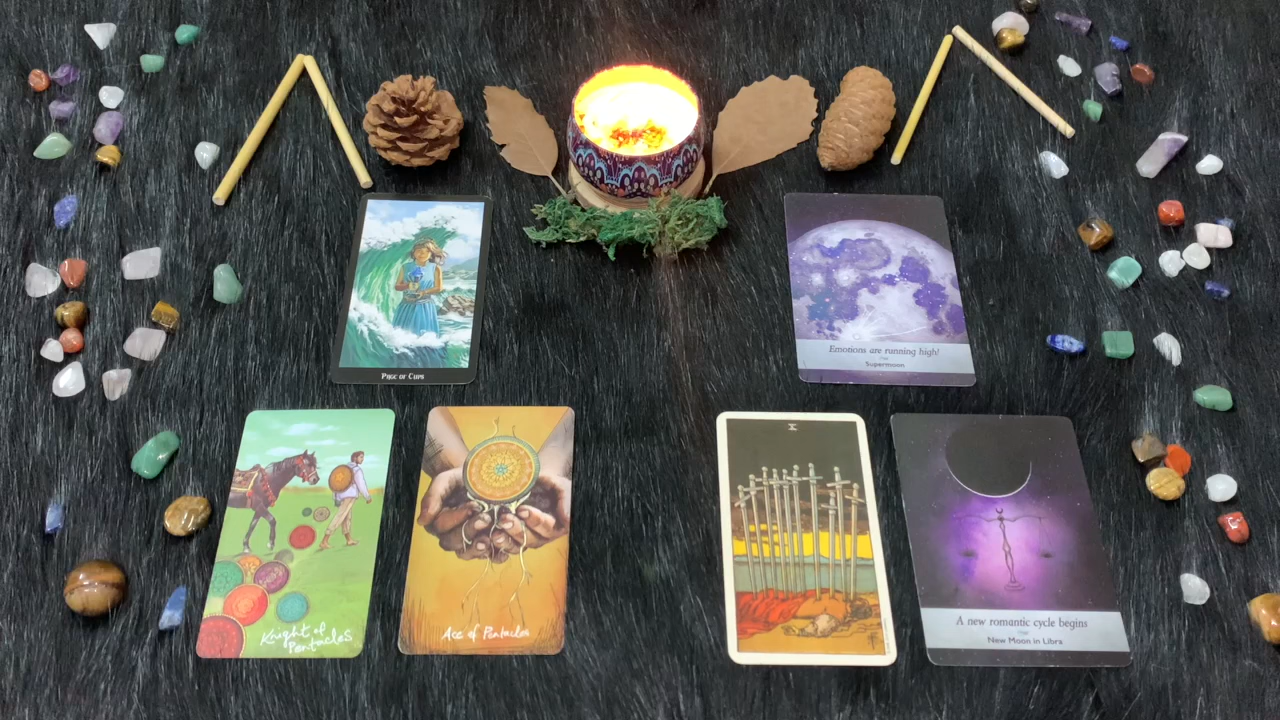 Page of Cups
Emotions are running high!
Supermoon
Knight of
Pentacles
Ace of Pentacles
X
A new romantic cycle begins
New Moon in Libra